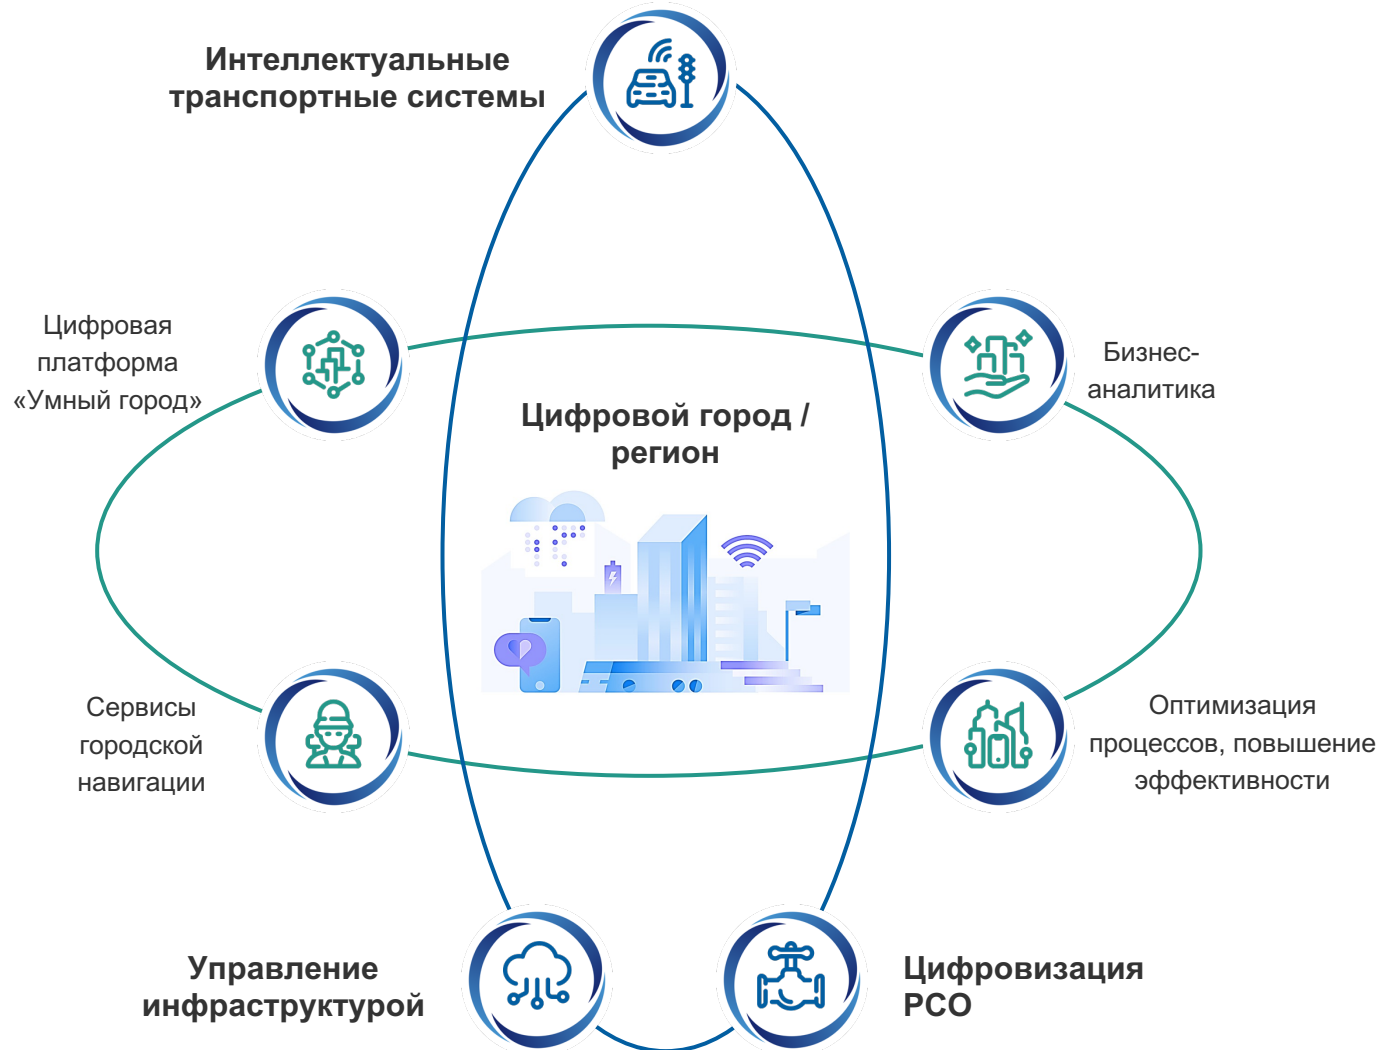 Интеллектуальные
транспортные системы
Цифровая
платформа
«Умный город»
Бизнес-
аналитика
Цифровой город /
регион
Сервисы
городской
навигации
Оптимизация
процессов, повышение
эффективности
Управление
инфраструктурой
Цифровизация
РСО